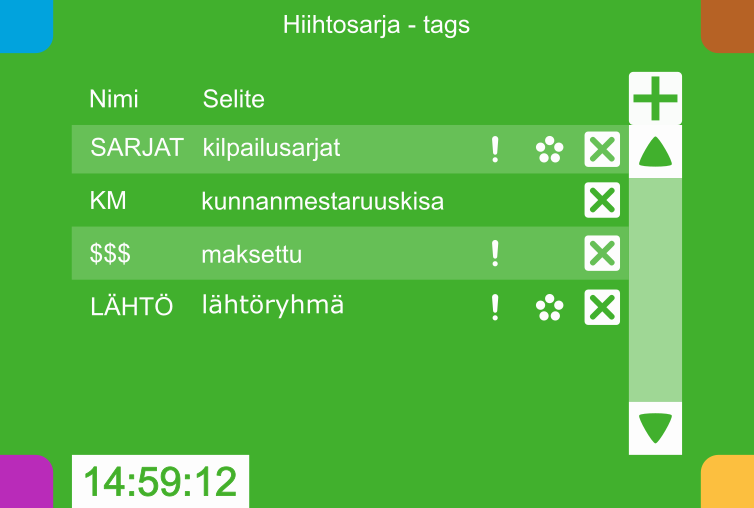 Hiihtosarja - tags
Nimi Selite
SARJAT kilpailusarjat !
KM kunnanmestaruuskisa
$$$ maksettu !
LÄHTÖ lähtöryhmä !
14:59:12